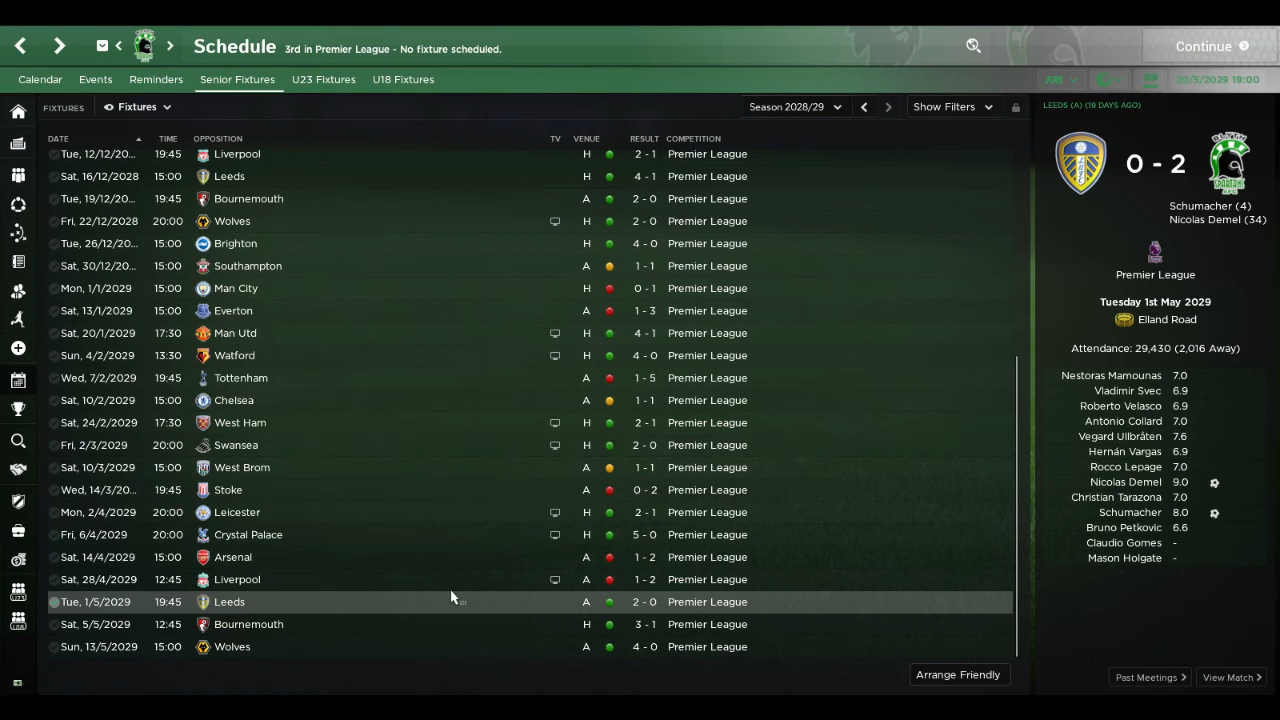 Schedule 3rd in Premier League - No fixture scheduled.
Continue
Calendar Events Reminders Senior Fixtures U23 Fixtures U18 Fixtures
FM 20/5/2029 19:00
FIXTURES Fixtures Season 2028/29 Show Filters
DATE TIME OPPOSITION TV VENUE RESULT COMPETITION
Tue, 12/12/20... 19:45 Liverpool H 2 - 1 Premier League
Sat, 16/12/2028 15:00 Leeds H 4 - 1 Premier League
Tue, 19/12/20... 19:45 Bournemouth A 2 - 0 Premier League
Fri, 22/12/2028 20:00 Wolves H 2 - 0 Premier League
Tue, 26/12/20... 15:00 Brighton H 4 - 0 Premier League
Sat, 30/12/20... 15:00 Southampton A 1 - 1 Premier League
Mon, 1/1/2029 15:00 Man City H 0 - 1 Premier League
Sat, 13/1/2029 15:00 Everton A 1 - 3 Premier League
Sat, 20/1/2029 17:30 Man Utd H 4 - 1 Premier League
Sun, 4/2/2029 13:30 Watford H 4 - 0 Premier League
Wed, 7/2/2029 19:45 Tottenham A 1 - 5 Premier League
Sat, 10/2/2029 15:00 Chelsea A 1 - 1 Premier League
Sat, 24/2/2029 17:30 West Ham H 2 - 1 Premier League
Fri, 2/3/2029 20:00 Swansea H 2 - 0 Premier League
Sat, 10/3/2029 15:00 West Brom A 1 - 1 Premier League
Wed, 14/3/20... 19:45 Stoke A 0 - 2 Premier League
Mon, 2/4/2029 20:00 Leicester H 2 - 1 Premier League
Fri, 6/4/2029 20:00 Crystal Palace H 5 - 0 Premier League
Sat, 14/4/2029 15:00 Arsenal A 1 - 2 Premier League
Sat, 28/4/2029 12:45 Liverpool A 1 - 2 Premier League
Tue, 1/5/2029 19:45 Leeds A 2 - 0 Premier League
Sat, 5/5/2029 12:45 Bournemouth H 3 - 1 Premier League
Sun, 13/5/2029 15:00 Wolves A 4 - 0 Premier League
Arrange Friendly
LEEDS (A) (19 DAYS AGO)
0 - 2
BLYTH
SPARTANS
Schumacher (4)
Nicolas Demel (34)
Premier League
Tuesday 1st May 2029
Elland Road
Attendance: 29,430 (2,016 Away)
Nestoras Mamounas 7.0
Vladimir Svec 6.9
Roberto Velasco 6.9
António Collard 7.0
Vegard Ullbråten 7.6
Hernán Vargas 6.9
Rocco Lepage 7.0
Nicolas Demel 9.0
Christian Tarazona 7.0
Schumacher 8.0
Bruno Petkovic 6.6
Claudio Gomes -
Mason Holgate -
Past Meetings View Match